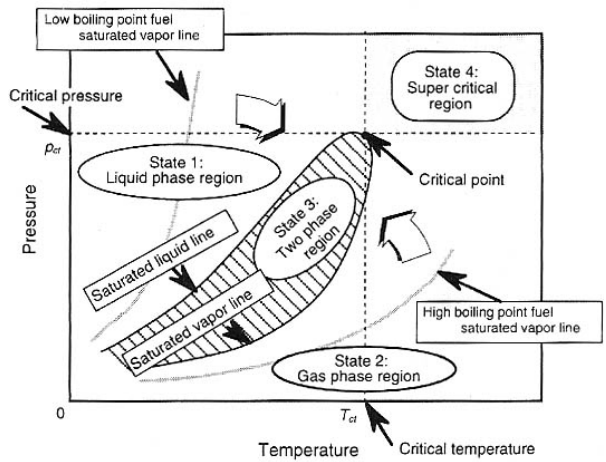 Low boiling point fuel
saturated vapor line
State 4:
Super critical
region
Critical pressure
Pct
State 1:
Liquid phase region
Critical point
Pressure
State 3:
Two phase
region
Saturated liquid line
Saturated vapor line
High boiling point fuel
saturated vapor line
State 2:
Gas phase region
0
Tct
Temperature
Critical temperature